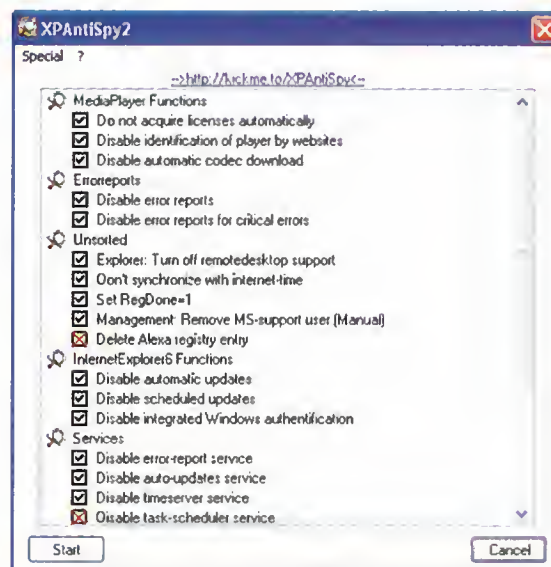 XPAntiSpy2
Special ?
-->http://kickme.to/XPAntiSpy<--
MediaPlayer Functions
Do not acquire licenses automatically
Disable identification of player by websites
Disable automatic codec download
Errorreports
Disable error reports
Disable error reports for critical errors
Unsorted
Explorer: Turn off remotedesktop support
Don't synchronize with internet-time
Set RegDone=1
Management: Remove MS-support user (Manual)
Delete Alexa registry entry
InternetExplorer6 Functions
Disable automatic updates
Disable scheduled updates
Disable integrated Windows authentification
Services
Disable error-report service
Disable auto-updates service
Disable timeserver service
Disable task-scheduler service
Start Cancel